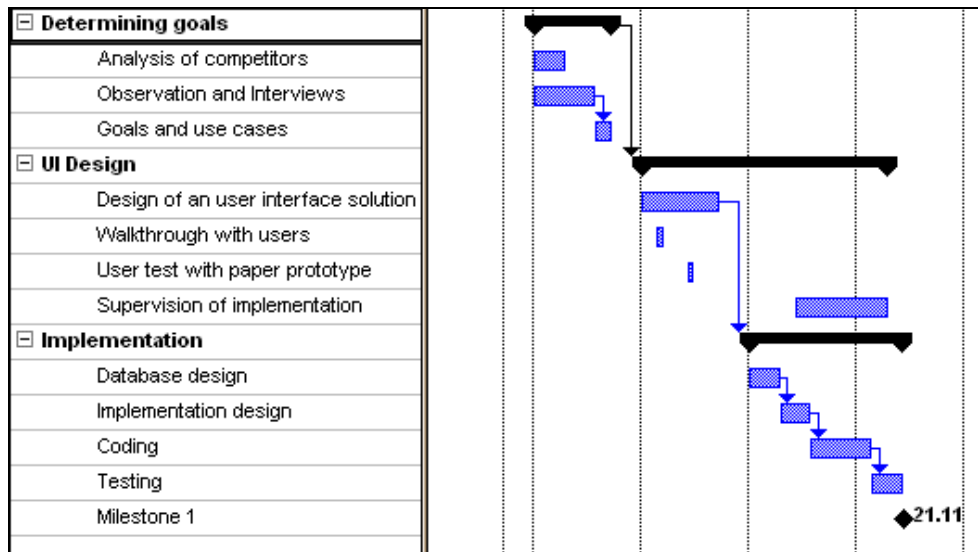 Determining goals
Analysis of competitors
Observation and Interviews
Goals and use cases
UI Design
Design of an user interface solution
Walkthrough with users
User test with paper prototype
Supervision of implementation
Implementation
Database design
Implementation design
Coding
Testing
Milestone 1
21.11